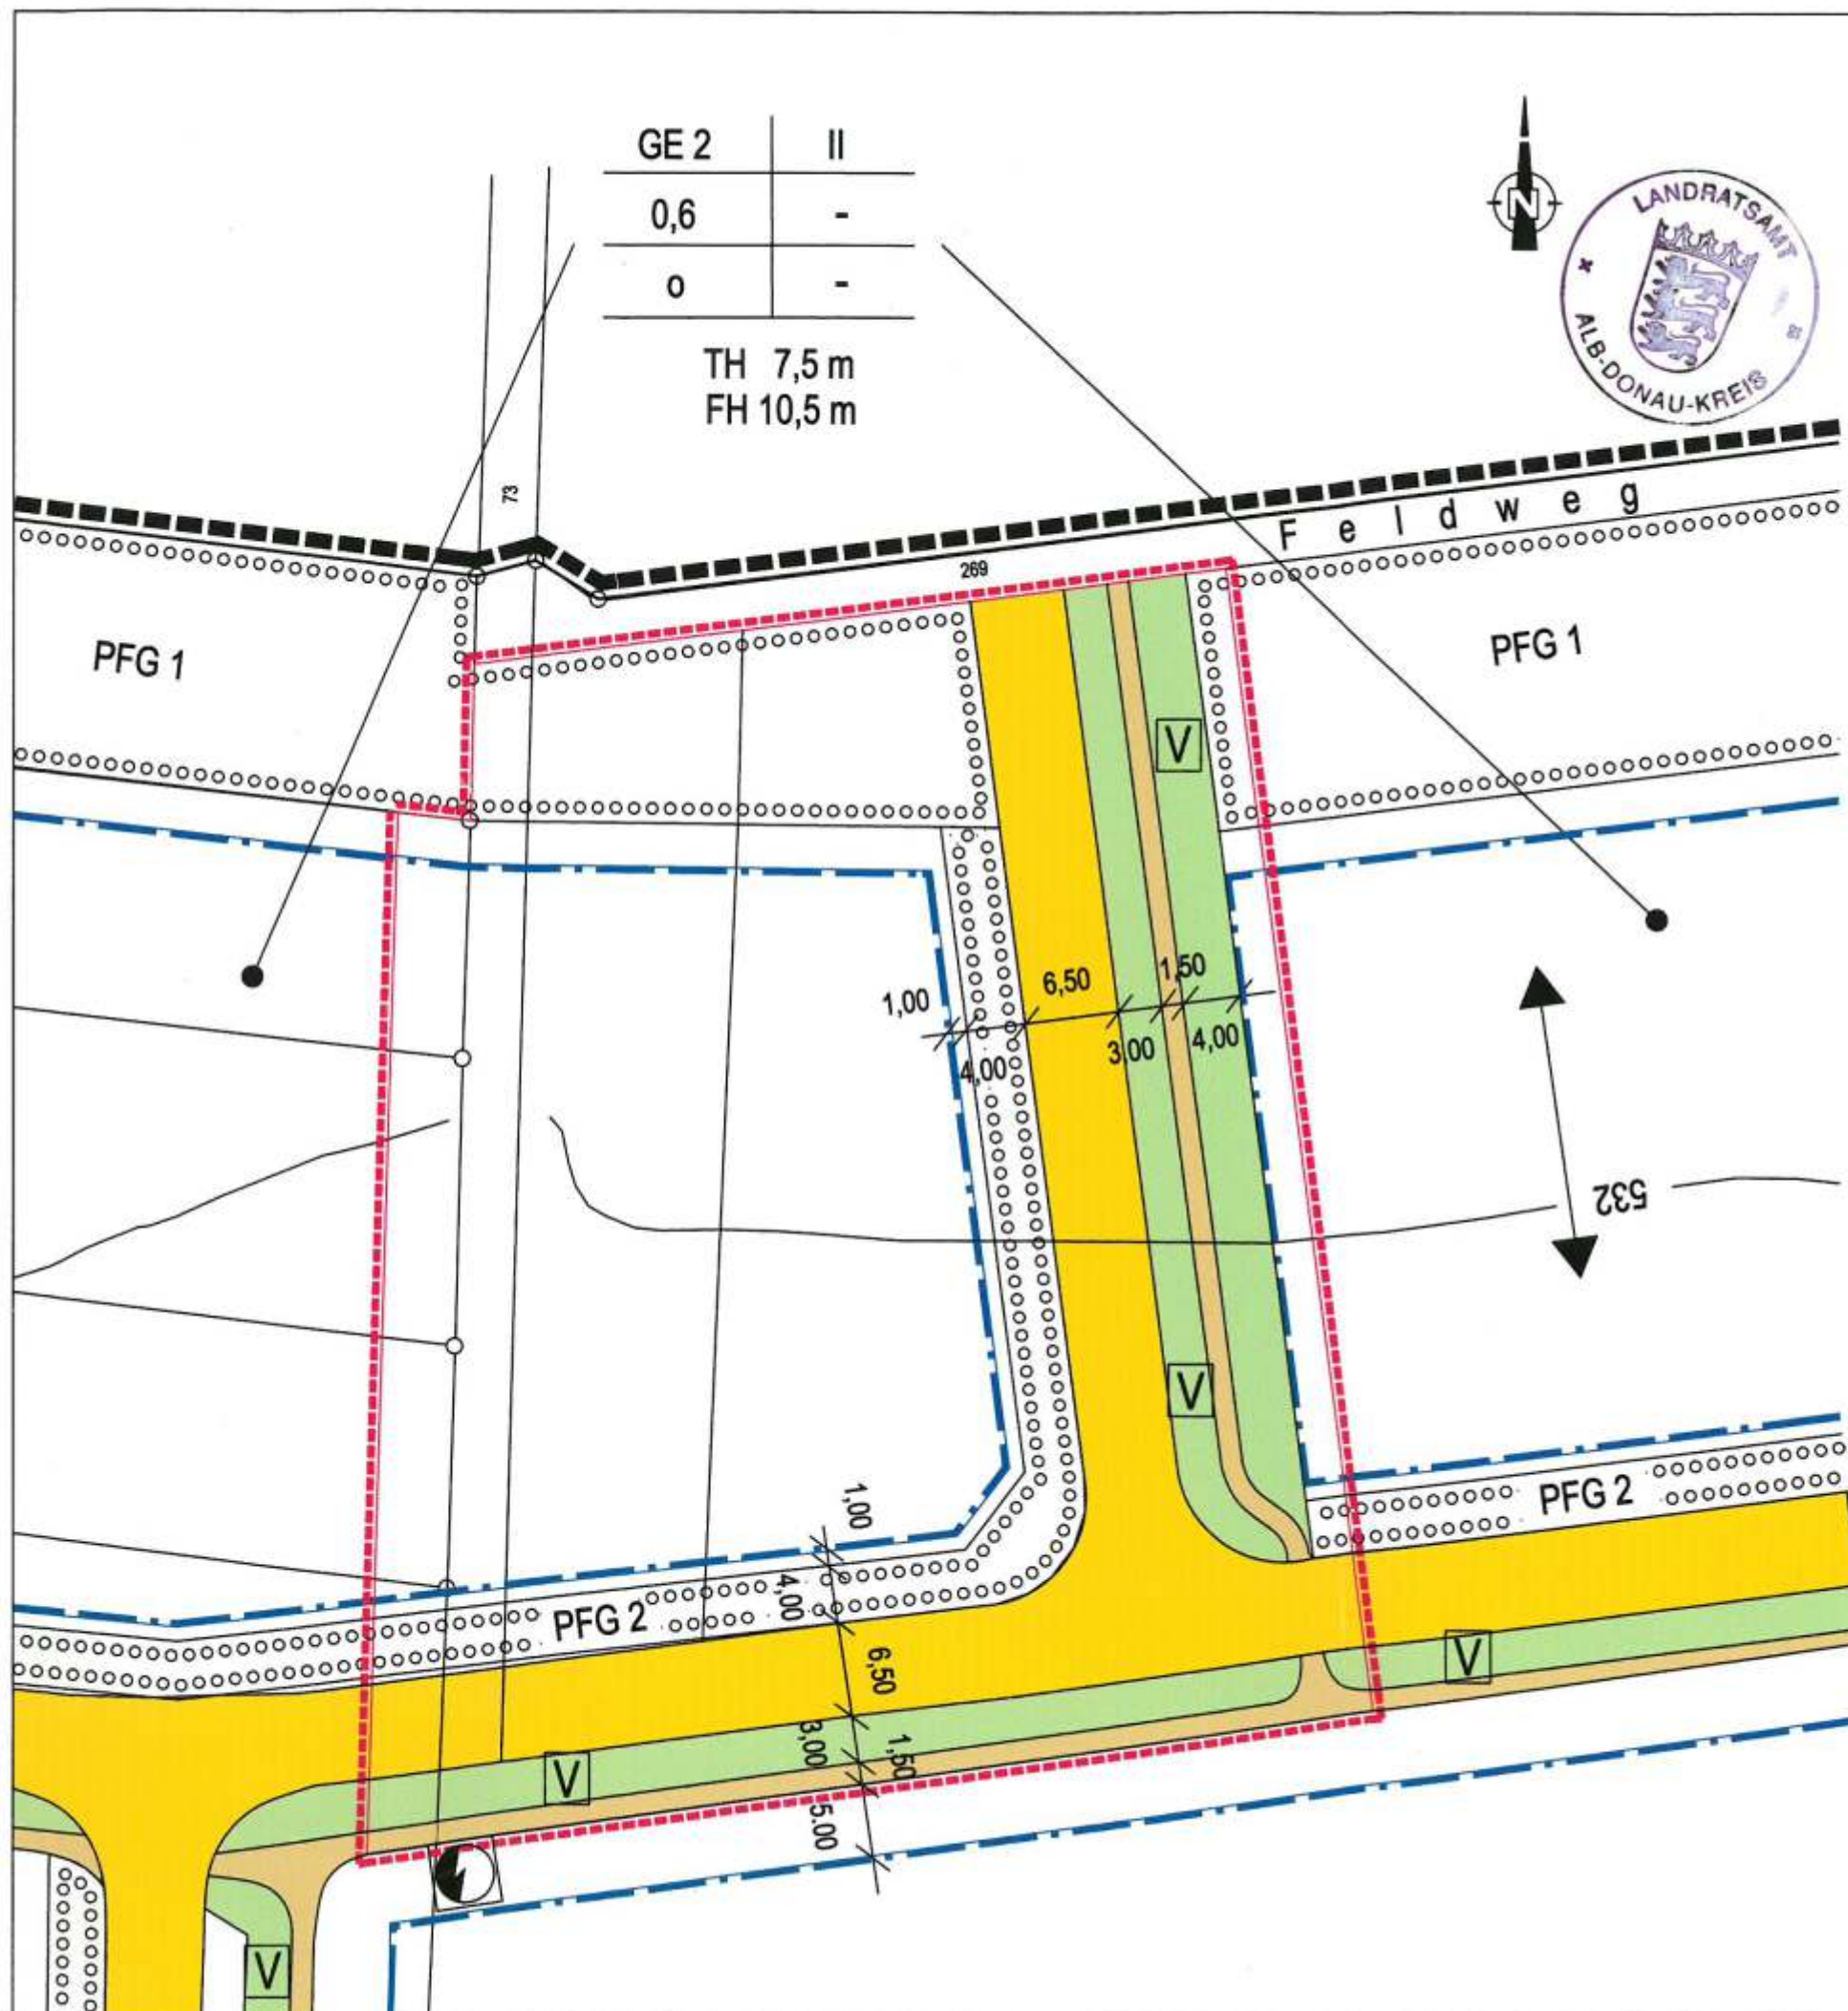 GE 2 II
0,6 -
o -
TH 7,5 m
FH 10,5 m
N
LANDRATSAMT
ALB-DONAU-KREIS
73
Feldweg
269
PFG 1
PFG 1
V
1,00
6,50
1,50
4,00
3,00
4,00
532
V
1,00
PFG 2
4,00
PFG 2
6,50
V
3,00
1,50
V
5.00
V